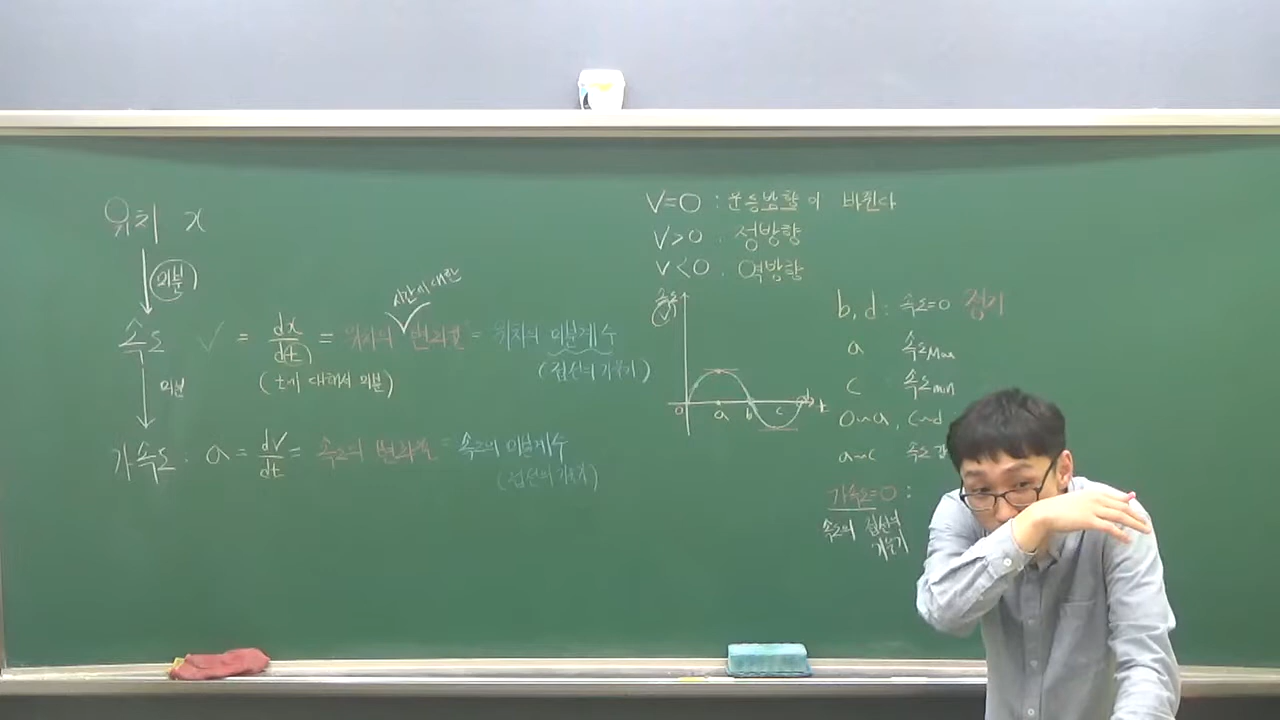 위치 x
미분
시간에 대한
속도 v = dx/dt = 위치의 변화율 = 위치의 미분계수
(t에 대해서 미분)
(접선의 기울기)
미분
가속도 : a = dv/dt = 속도의 변화율 = 속도의 미분계수
(접선의 기울기)
V=0 : 운동방향이 바뀐다
V>0 . 정방향
V<0 . 역방향
속도
(v)
0 a b c d t
b, d : 속도=0 정지
a 속도Max
c 속도min
0~a, c~d
a~c 속도
가속도=0 :
속도의 접선의
기울기